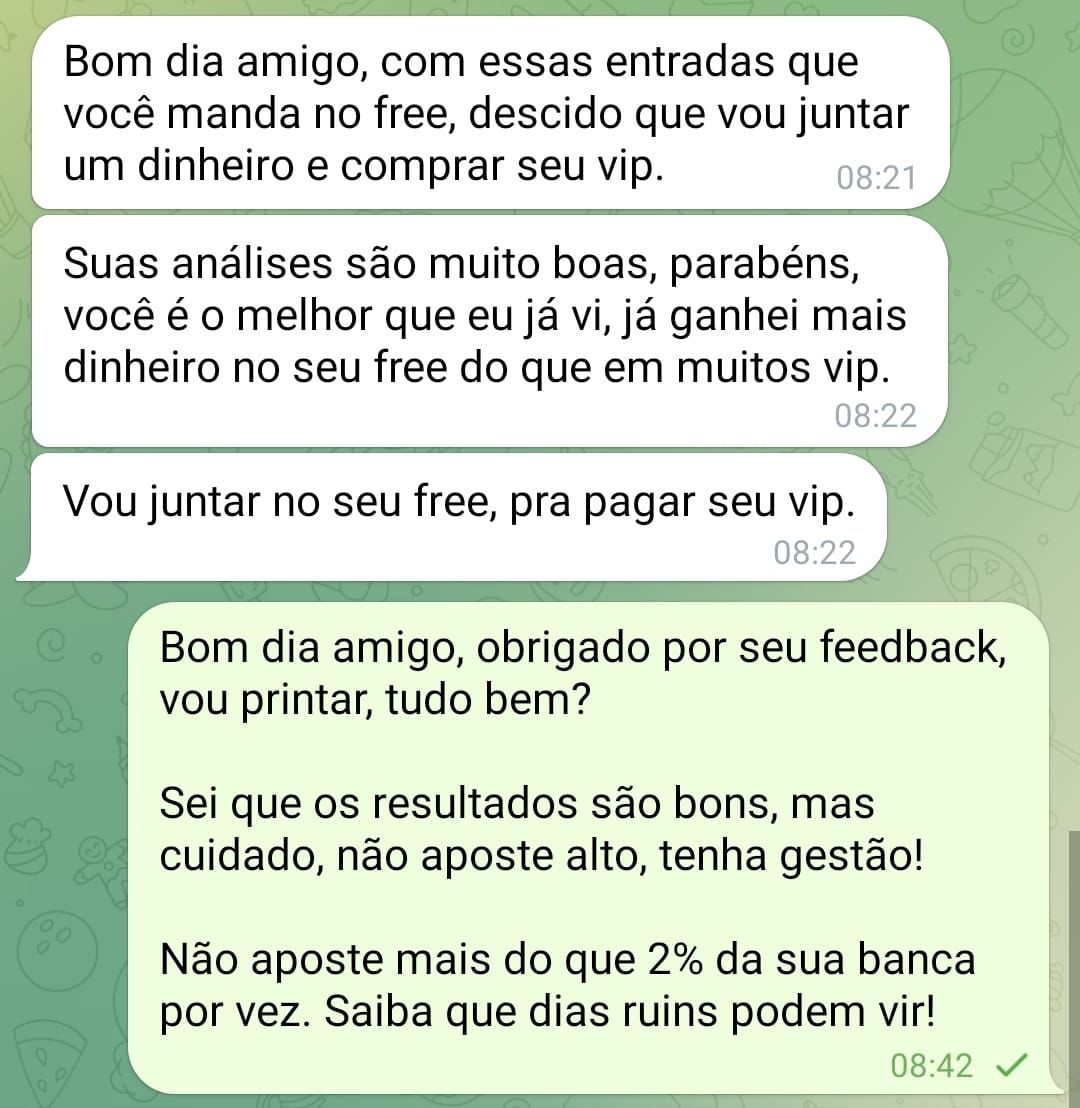 Bom dia amigo, com essas entradas que
você manda no free, descido que vou juntar
um dinheiro e comprar seu vip.
08:21
Suas análises são muito boas, parabéns,
você é o melhor que eu já vi, já ganhei mais
dinheiro no seu free do que em muitos vip.
08:22
Vou juntar no seu free, pra pagar seu vip.
08:22
Bom dia amigo, obrigado por seu feedback,
vou printar, tudo bem?
Sei que os resultados são bons, mas
cuidado, não aposte alto, tenha gestão!
Não aposte mais do que 2% da sua banca
por vez. Saiba que dias ruins podem vir!
08:42